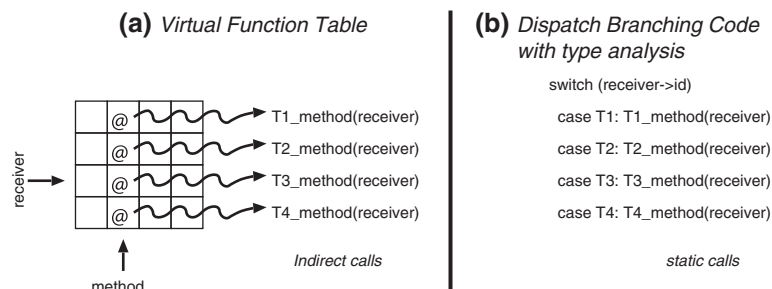 (a) Virtual Function Table
@ T1_method(receiver)
@ T2_method(receiver)
@ T3_method(receiver)
@ T4_method(receiver)
receiver
method
Indirect calls
(b) Dispatch Branching Code
with type analysis
switch (receiver->id)
case T1: T1_method(receiver)
case T2: T2_method(receiver)
case T3: T3_method(receiver)
case T4: T4_method(receiver)
static calls